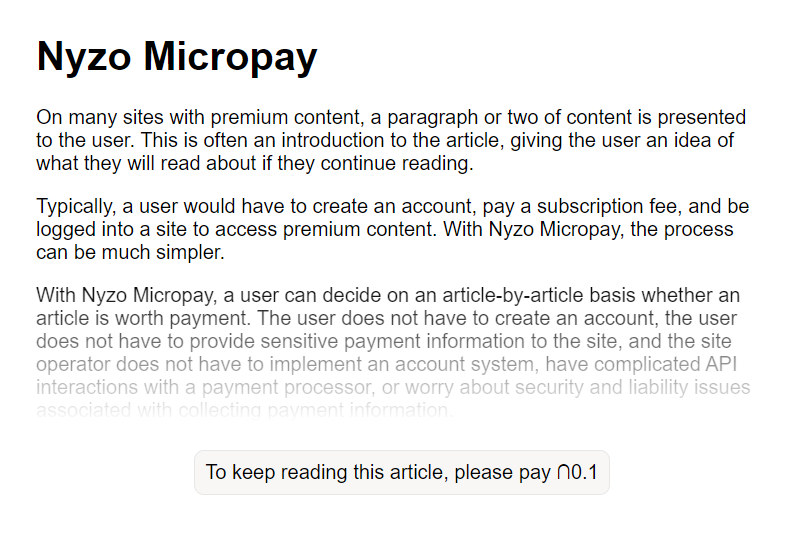 Nyzo Micropay
On many sites with premium content, a paragraph or two of content is presented
to the user. This is often an introduction to the article, giving the user an idea of
what they will read about if they continue reading.
Typically, a user would have to create an account, pay a subscription fee, and be
logged into a site to access premium content. With Nyzo Micropay, the process
can be much simpler.
With Nyzo Micropay, a user can decide on an article-by-article basis whether an
article is worth payment. The user does not have to create an account, the user
does not have to provide sensitive payment information to the site, and the site
operator does not have to implement an account system, have complicated API
interactions with a payment processor, or worry about security and liability issues
associated with collecting payment information.
To keep reading this article, please pay ∩0.1